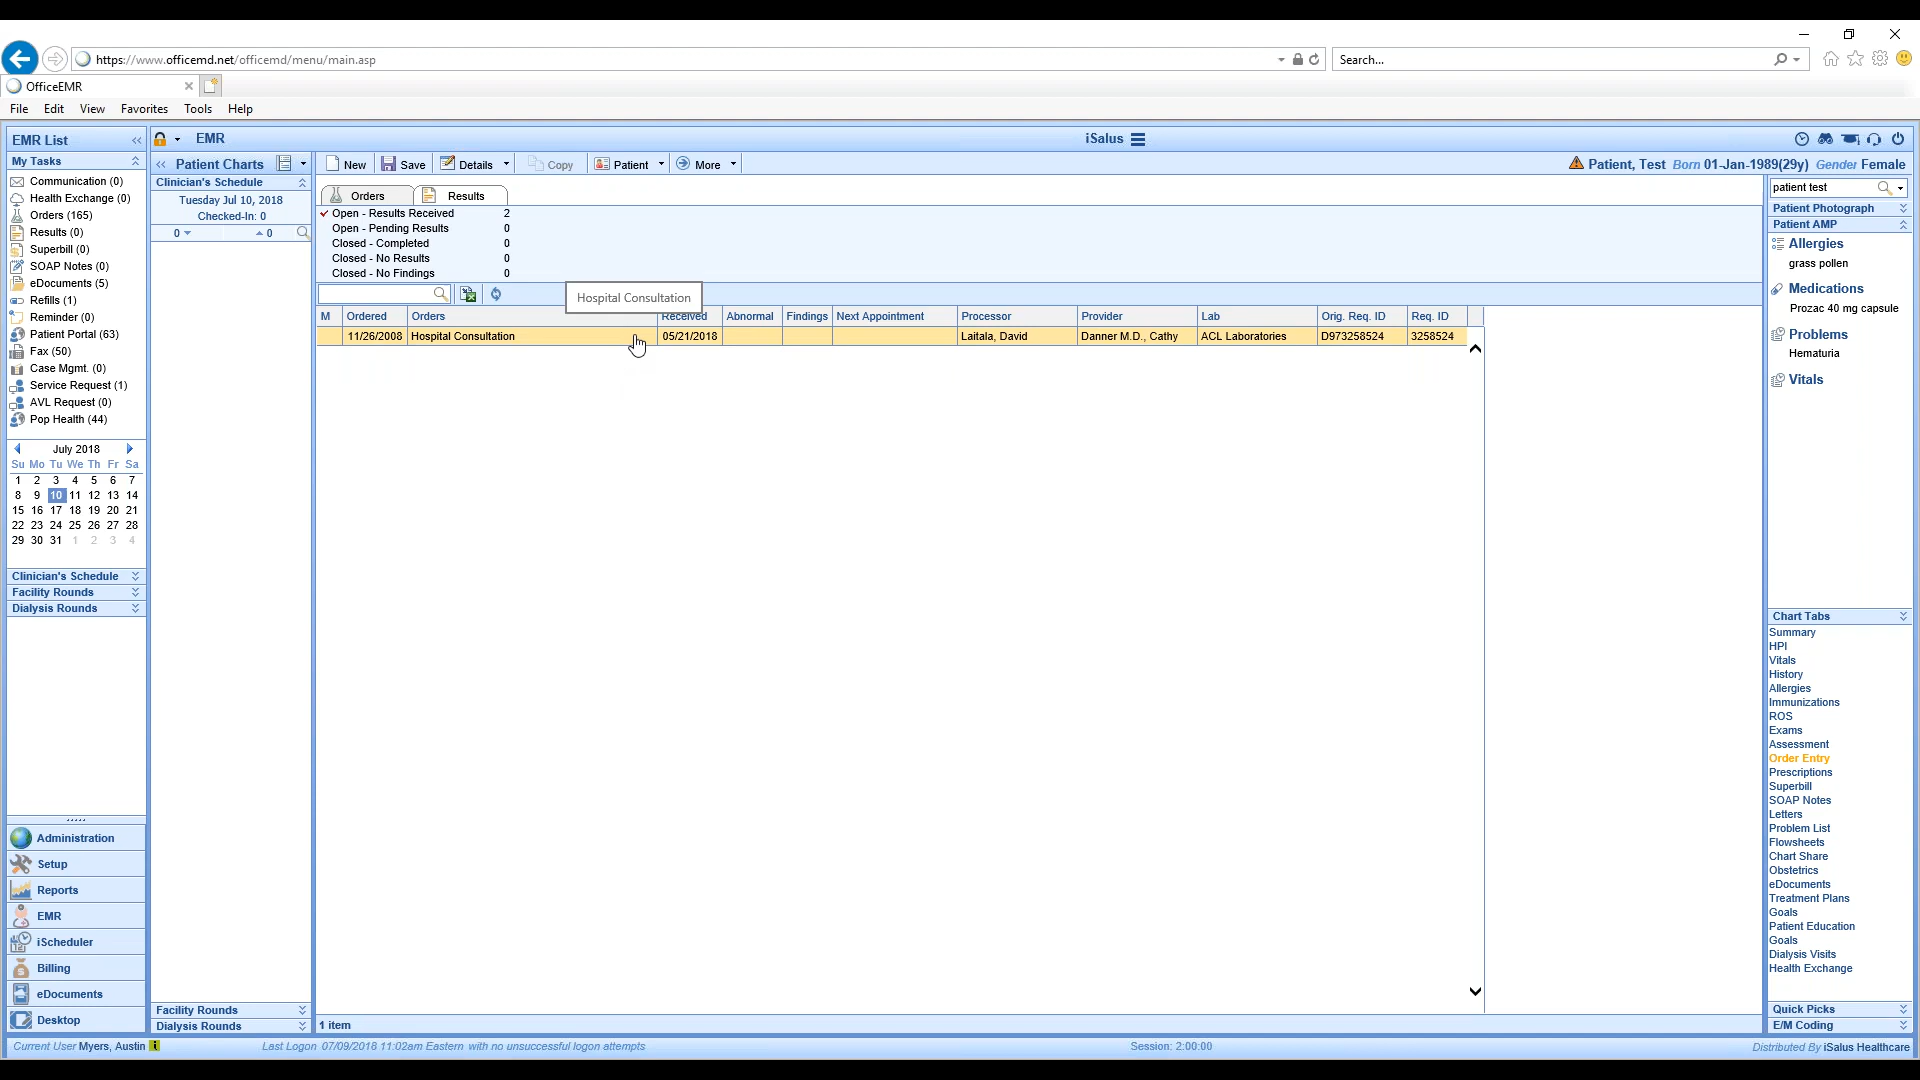 https://www.officemd.net/officemd/menu/main.asp
Search...
OfficeEMR
File Edit View Favorites Tools Help
EMR List
EMR
iSalus
My Tasks
Communication (0)
Health Exchange (0)
Orders (165)
Results (0)
Superbill (0)
SOAP Notes (0)
eDocuments (5)
Refills (1)
Reminder (0)
Patient Portal (63)
Fax (50)
Case Mgmt. (0)
Service Request (1)
AVL Request (0)
Pop Health (44)
July 2018
Su Mo Tu We Th Fr Sa
1 2 3 4 5 6 7
8 9 10 11 12 13 14
15 16 17 18 19 20 21
22 23 24 25 26 27 28
29 30 31 1 2 3 4
Clinician's Schedule
Facility Rounds
Dialysis Rounds
Administration
Setup
Reports
EMR
iScheduler
Billing
eDocuments
Desktop
Patient Charts
Clinician's Schedule
Tuesday Jul 10, 2018
Checked-In: 0
0 0
Facility Rounds
Dialysis Rounds
New Save Details Copy Patient More
Patient, Test Born 01-Jan-1989(29y) Gender Female
Orders Results
Open - Results Received 2
Open - Pending Results 0
Closed - Completed 0
Closed - No Results 0
Closed - No Findings 0
Hospital Consultation
M Ordered Orders Received Abnormal Findings Next Appointment Processor Provider Lab Orig. Req. ID Req. ID
11/26/2008 Hospital Consultation 05/21/2018 Laitala, David Danner M.D., Cathy ACL Laboratories D973258524 3258524
1 item
patient test
Patient Photograph
Patient AMP
Allergies
grass pollen
Medications
Prozac 40 mg capsule
Problems
Hematuria
Vitals
Chart Tabs
Summary
HPI
Vitals
History
Allergies
Immunizations
ROS
Exams
Assessment
Order Entry
Prescriptions
Superbill
SOAP Notes
Letters
Problem List
Flowsheets
Chart Share
Obstetrics
eDocuments
Treatment Plans
Goals
Patient Education
Goals
Dialysis Visits
Health Exchange
Quick Picks
E/M Coding
Current User Myers, Austin
Last Logon 07/09/2018 11:02am Eastern with no unsuccessful logon attempts
Session: 2:00:00
Distributed By iSalus Healthcare